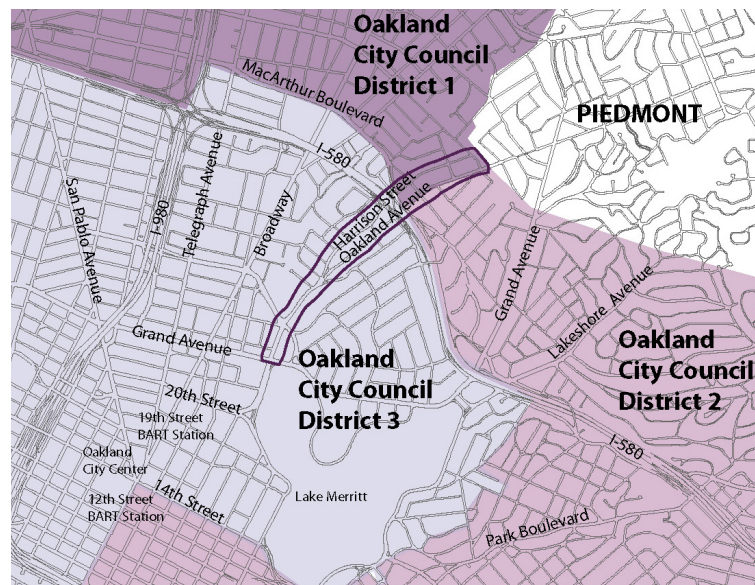 Oakland
City Council
District 1
MacArthur Boulevard
PIEDMONT
I-580
Telegraph Avenue
I-980
San Pablo Avenue
Broadway
Harrison Street
Oakland Avenue
Grand Avenue
Lakeshore Avenue
Grand Avenue
Oakland
City Council
District 3
Oakland
City Council
District 2
20th Street
19th Street
BART Station
I-580
Oakland
City Center
12th Street
BART Station
14th Street
Lake Merritt
Park Boulevard